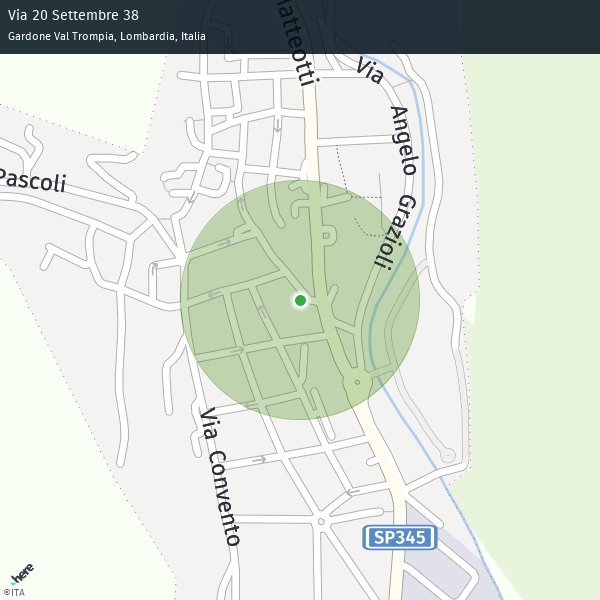 Via 20 Settembre 38
Gardone Val Trompia, Lombardia, Italia
Matteotti
Via Angelo Grazioli
Pascoli
Via Convento
SP345
here
©ITA